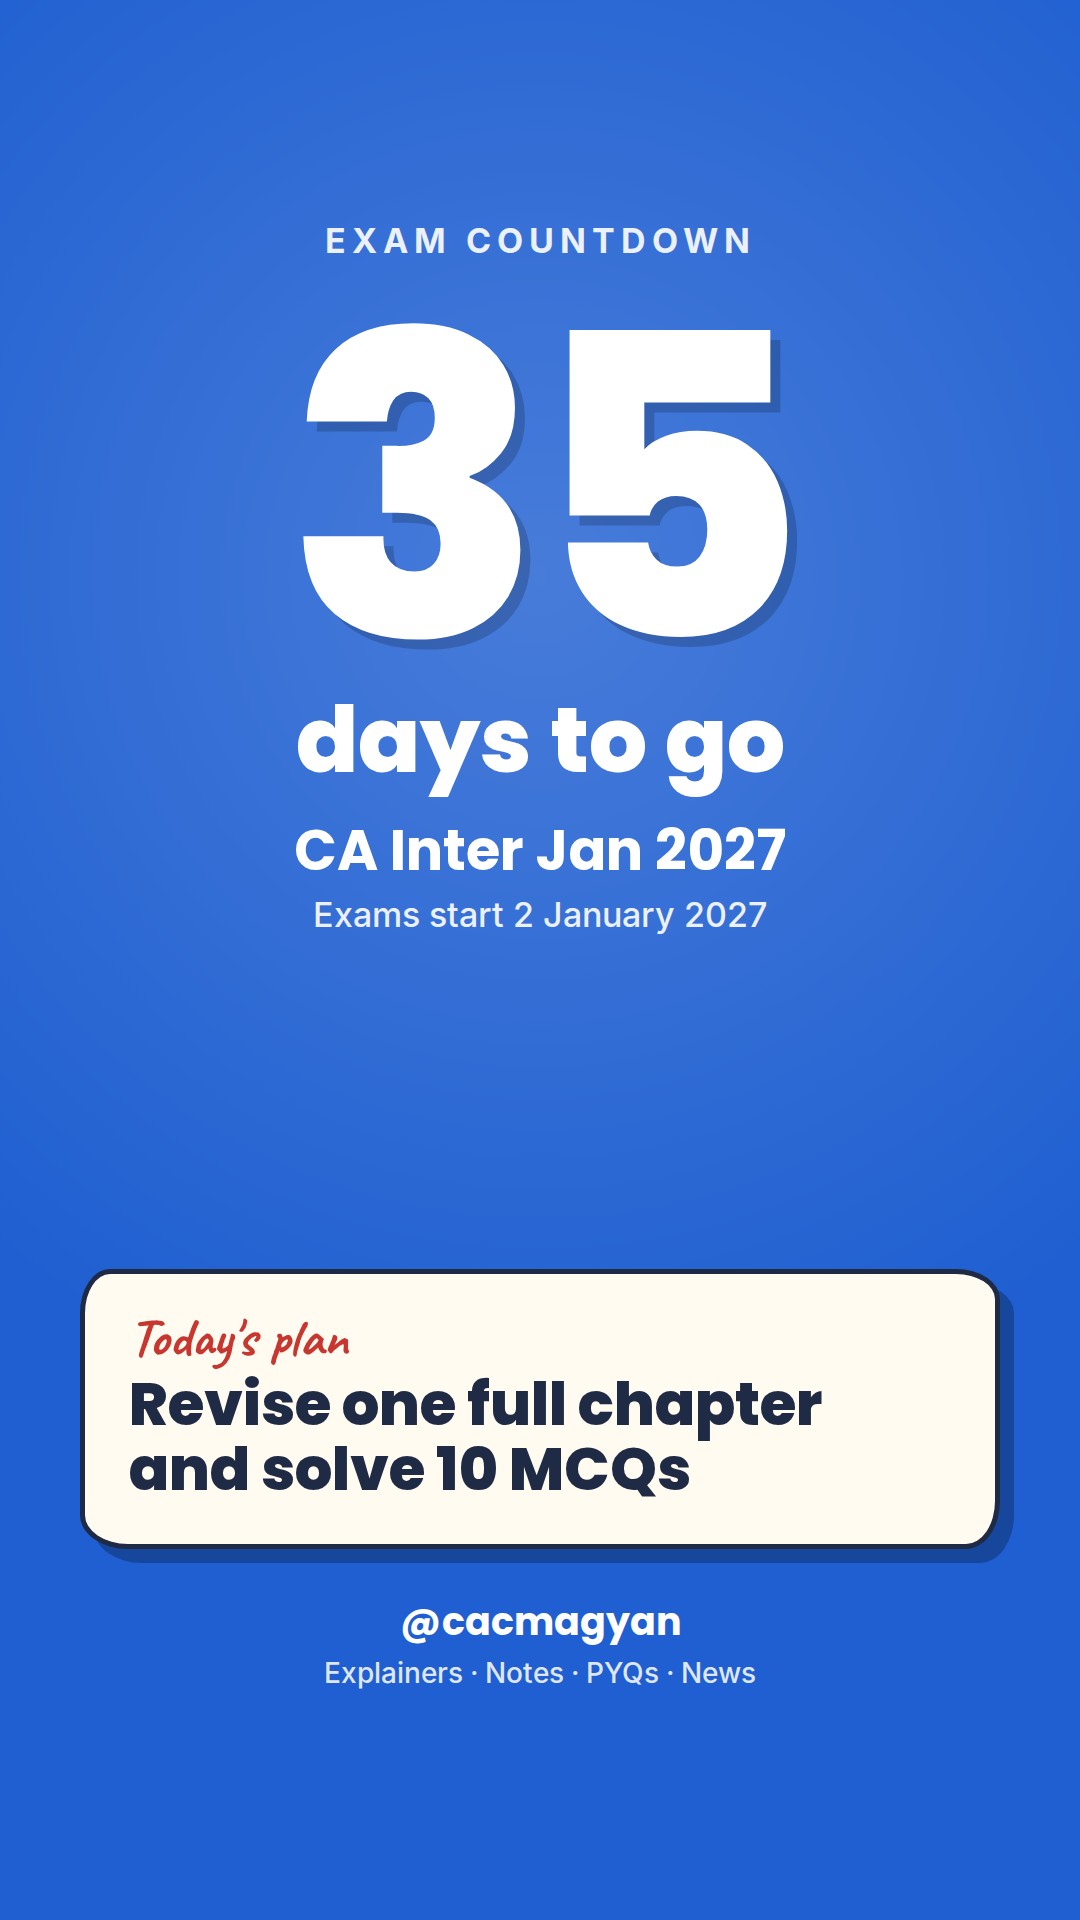 EXAM COUNTDOWN
35
days to go
CA Inter Jan 2027
Exams start 2 January 2027
Today's plan
Revise one full chapter
and solve 10 MCQs
@cacmagyan
Explainers · Notes · PYQs · News